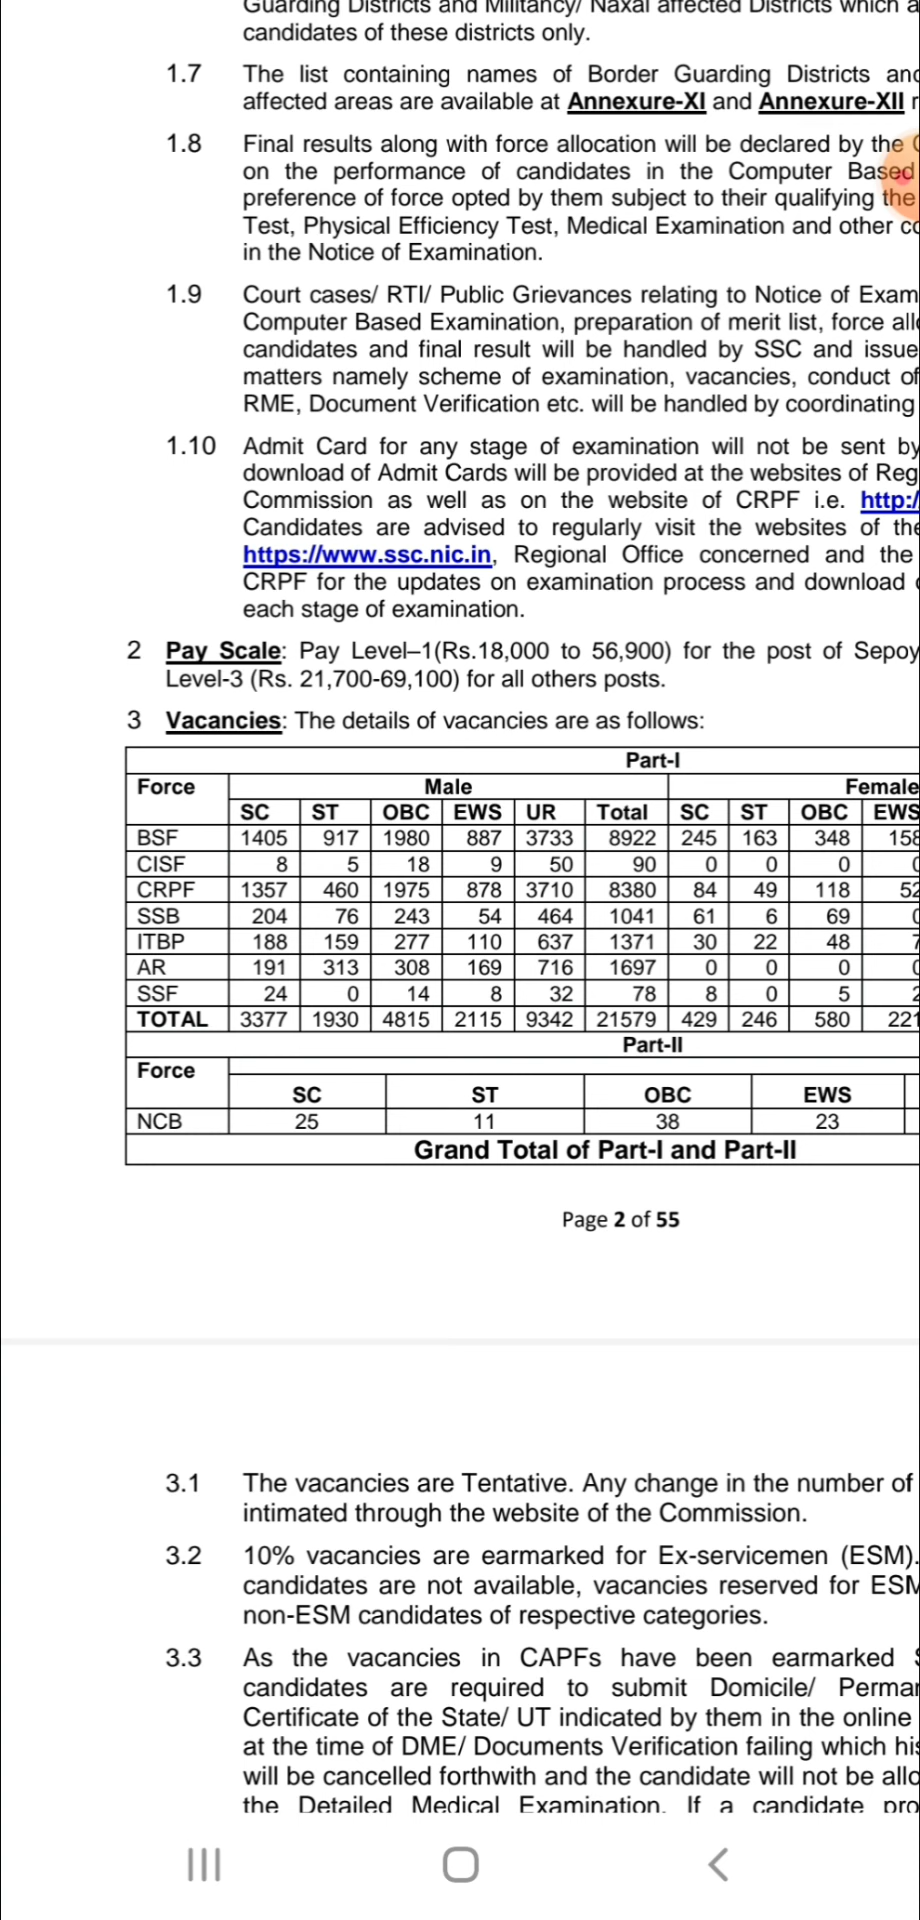 Guarding Districts and Militancy/ Naxal affected Districts which a
candidates of these districts only.
1.7 The list containing names of Border Guarding Districts and
affected areas are available at Annexure-XI and Annexure-XII r
1.8 Final results along with force allocation will be declared by the
on the performance of candidates in the Computer Based
preference of force opted by them subject to their qualifying the
Test, Physical Efficiency Test, Medical Examination and other co
in the Notice of Examination.
1.9 Court cases/ RTI/ Public Grievances relating to Notice of Exam
Computer Based Examination, preparation of merit list, force allo
candidates and final result will be handled by SSC and issue
matters namely scheme of examination, vacancies, conduct of
RME, Document Verification etc. will be handled by coordinating
1.10 Admit Card for any stage of examination will not be sent by
download of Admit Cards will be provided at the websites of Reg
Commission as well as on the website of CRPF i.e. http:/
Candidates are advised to regularly visit the websites of the
https://www.ssc.nic.in, Regional Office concerned and the
CRPF for the updates on examination process and download
each stage of examination.
2 Pay Scale: Pay Level–1(Rs.18,000 to 56,900) for the post of Sepoy
Level-3 (Rs. 21,700-69,100) for all others posts.
3 Vacancies: The details of vacancies are as follows:
Part-I
Force Male Female
SC ST OBC EWS UR Total SC ST OBC EWS
BSF 1405 917 1980 887 3733 8922 245 163 348 158
CISF 8 5 18 9 50 90 0 0 0 0
CRPF 1357 460 1975 878 3710 8380 84 49 118 52
SSB 204 76 243 54 464 1041 61 6 69 0
ITBP 188 159 277 110 637 1371 30 22 48 7
AR 191 313 308 169 716 1697 0 0 0 0
SSF 24 0 14 8 32 78 8 0 5 2
TOTAL 3377 1930 4815 2115 9342 21579 429 246 580 221
Part-II
Force
SC ST OBC EWS
NCB 25 11 38 23
Grand Total of Part-I and Part-II
Page 2 of 55
3.1 The vacancies are Tentative. Any change in the number of
intimated through the website of the Commission.
3.2 10% vacancies are earmarked for Ex-servicemen (ESM).
candidates are not available, vacancies reserved for ESM
non-ESM candidates of respective categories.
3.3 As the vacancies in CAPFs have been earmarked
candidates are required to submit Domicile/ Perman
Certificate of the State/ UT indicated by them in the online
at the time of DME/ Documents Verification failing which his
will be cancelled forthwith and the candidate will not be allo
the Detailed Medical Examination. If a candidate pro